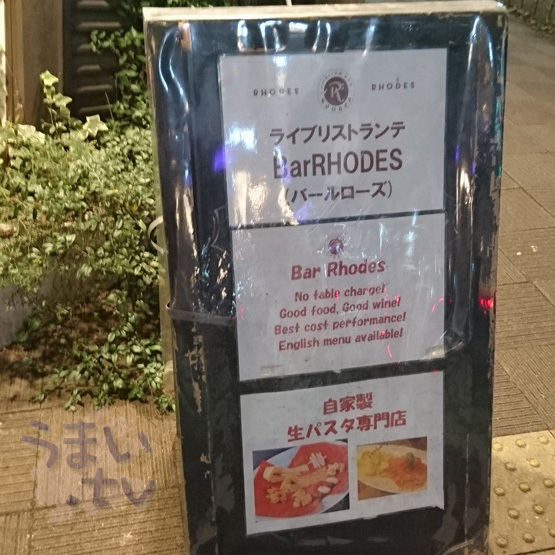 RHODES R RHODES
ライブリストランテ
BarRHODES
(バールローズ)
Bar Rhodes
No table charge!
Good food, Good wine!
Best cost performance!
English menu available!
自家製
生パスタ専門店
うまい
.tv